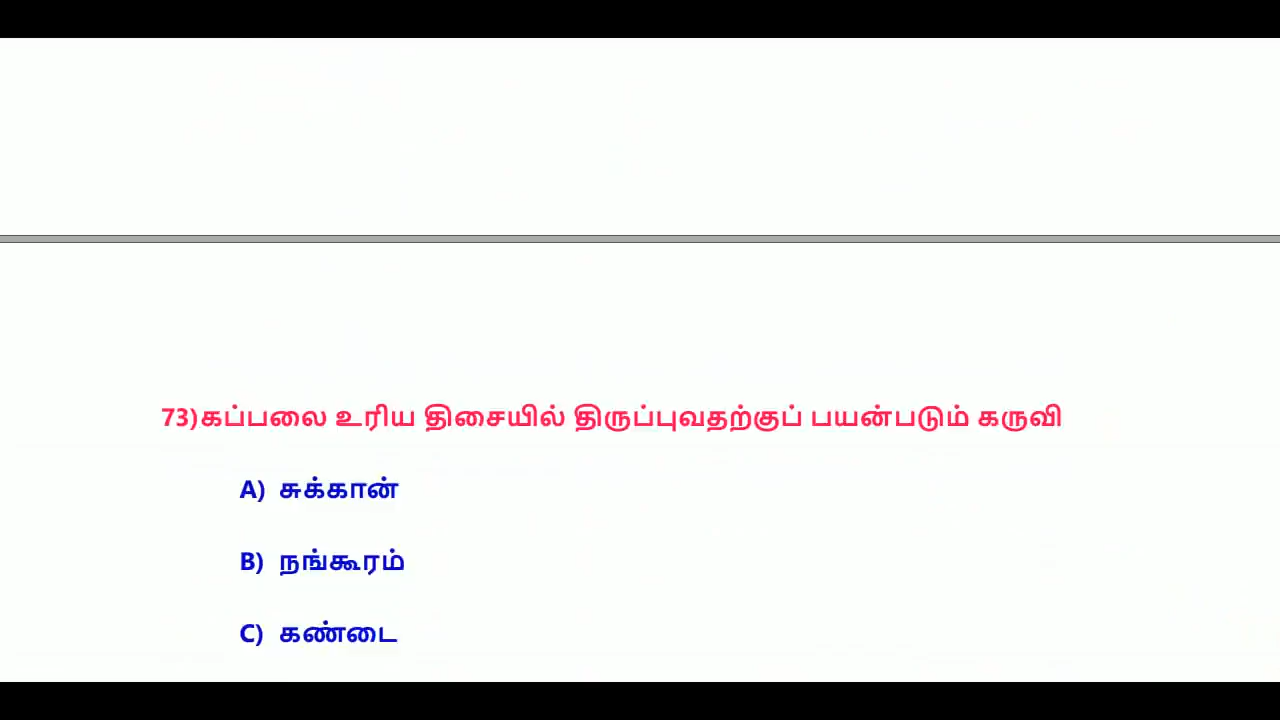 73)கப்பலை உரிய திசையில் திருப்புவதற்குப் பயன்படும் கருவி
A) சுக்கான்
B) நங்கூரம்
C) கண்டை